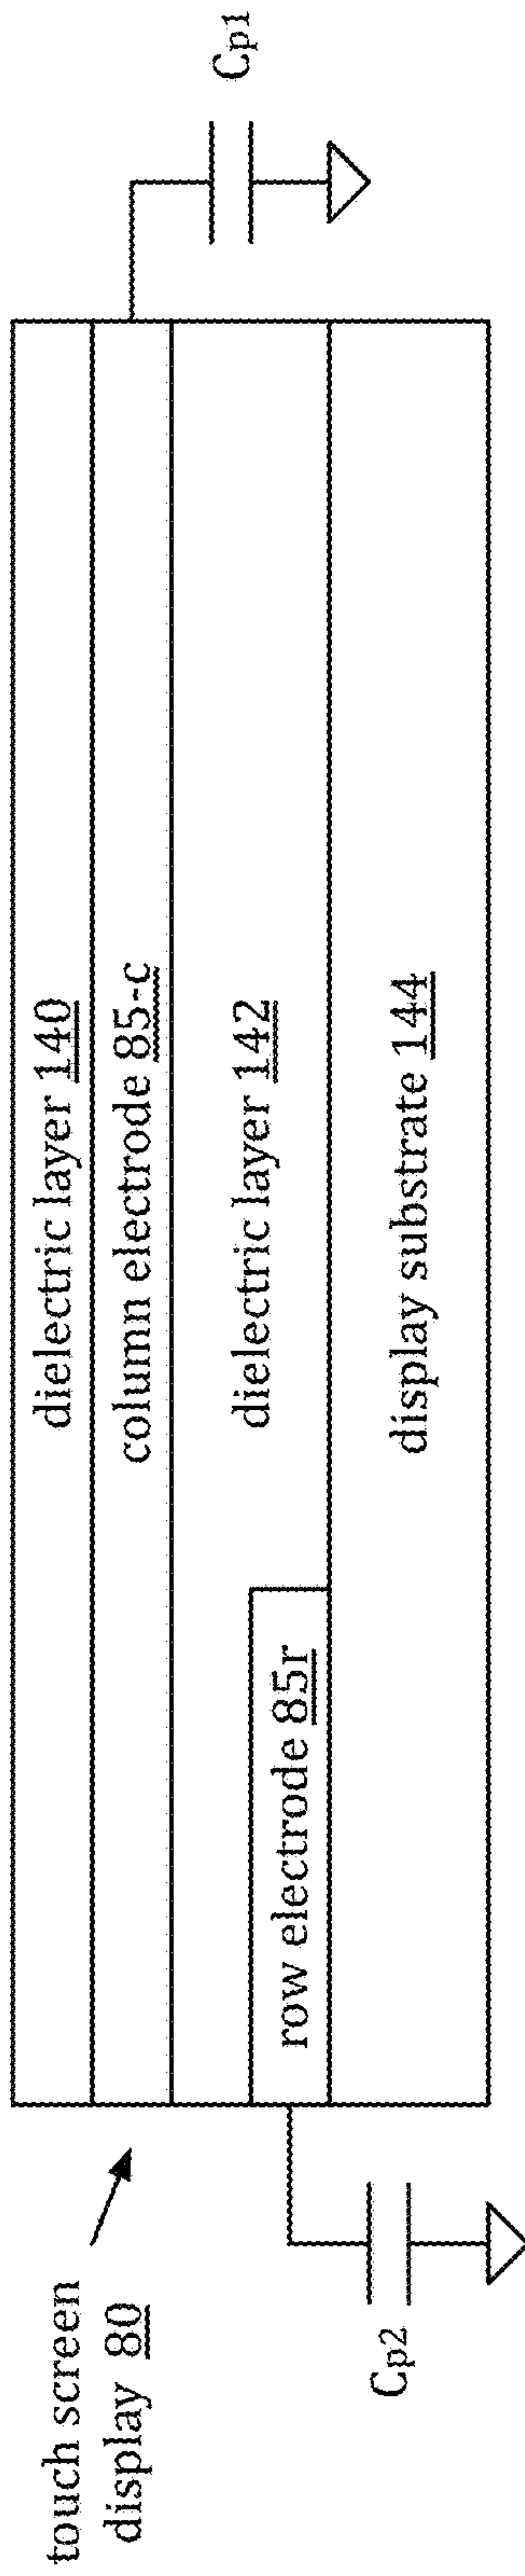 touch screen
display 80
dielectric layer 140
column electrode 85-c
dielectric layer 142
row electrode 85r
display substrate 144
Cp1
Cp2